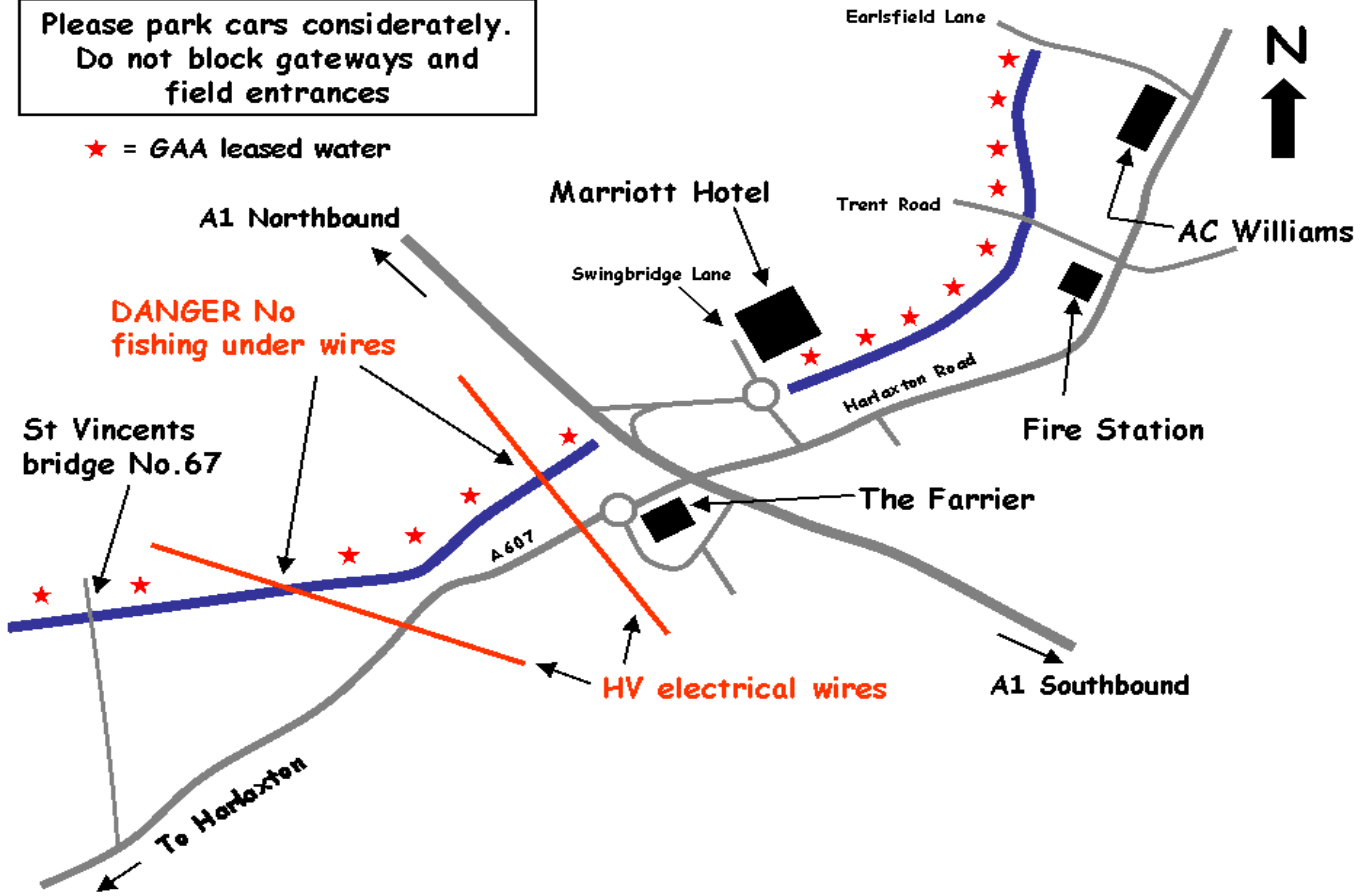 Please park cars considerately.
Do not block gateways and
field entrances
★ = GAA leased water
Earlsfield Lane
N
Marriott Hotel
Trent Road
AC Williams
A1 Northbound
Swingbridge Lane
DANGER No
fishing under wires
Harlaxton Road
Fire Station
St Vincents
bridge No.67
The Farrier
A607
HV electrical wires
A1 Southbound
To Harlaxton